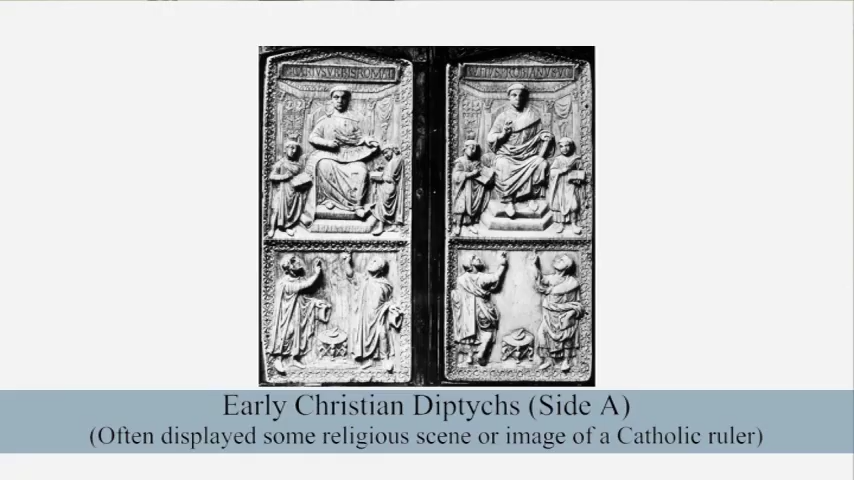 Early Christian Diptychs (Side A)
(Often displayed some religious scene or image of a Catholic ruler)